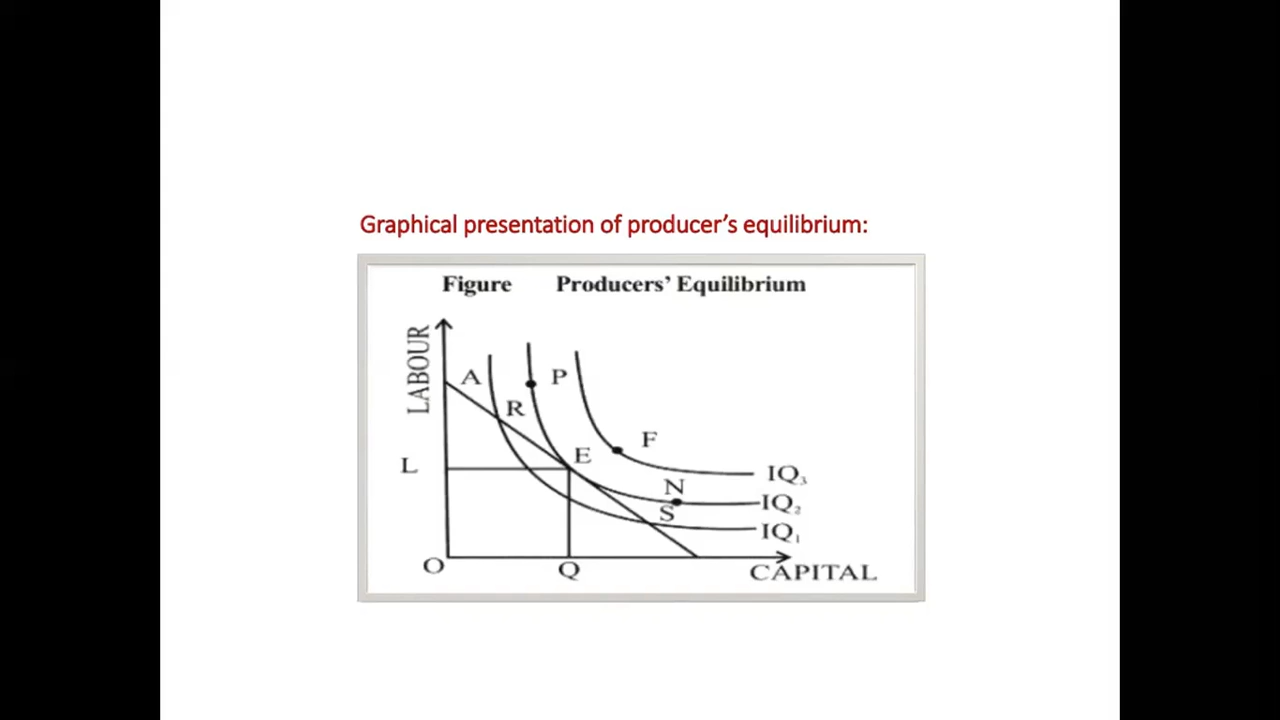 Graphical presentation of producer's equilibrium:
Figure Producers' Equilibrium
LABOUR
A
P
R
F
E
L
IQ₃
N
IQ₂
S
IQ₁
O
Q
CAPITAL